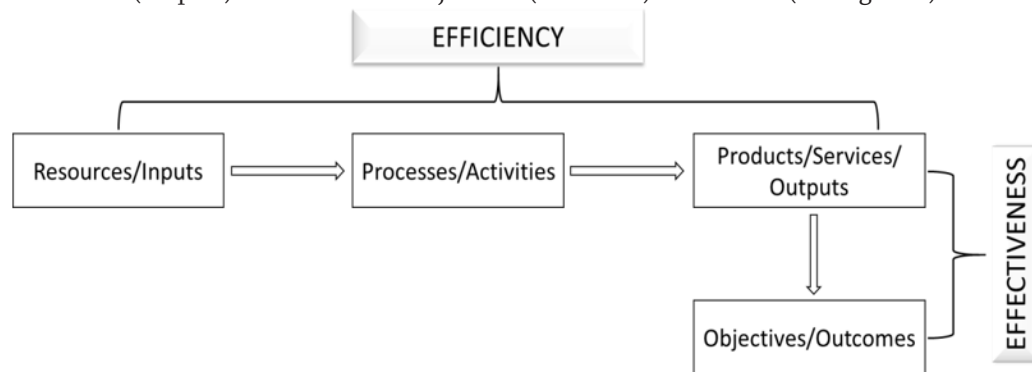 EFFICIENCY
Resources/Inputs
Processes/Activities
Products/Services/
Outputs
EFFECTIVENESS
Objectives/Outcomes